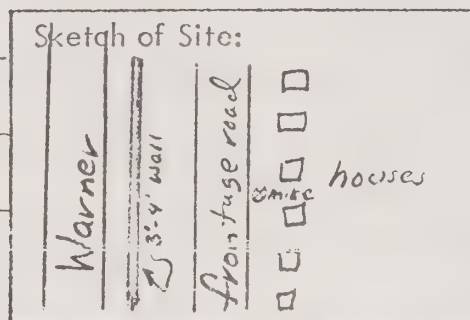 Sketch of Site:
Warner
3'-4' wall
frontage road
houses